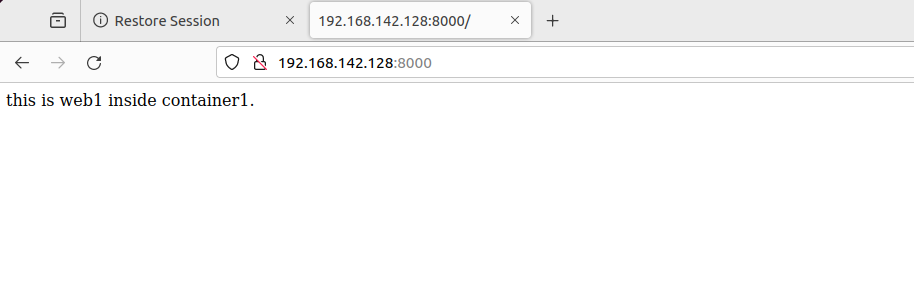 Restore Session
192.168.142.128:8000/
192.168.142.128:8000
this is web1 inside container1.